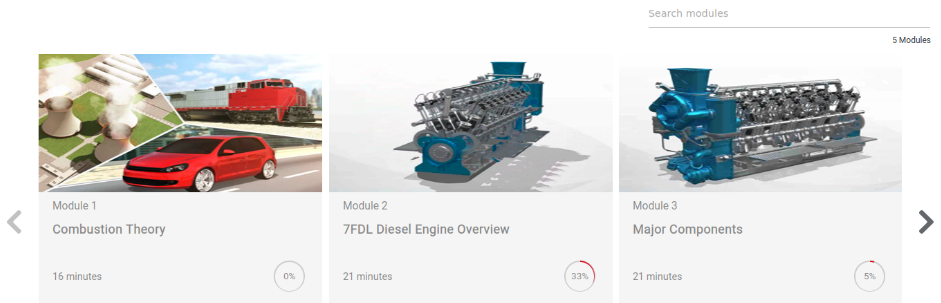 Search modules
5 Modules
Module 1
Combustion Theory
16 minutes
0%
Module 2
7FDL Diesel Engine Overview
21 minutes
33%
Module 3
Major Components
21 minutes
5%